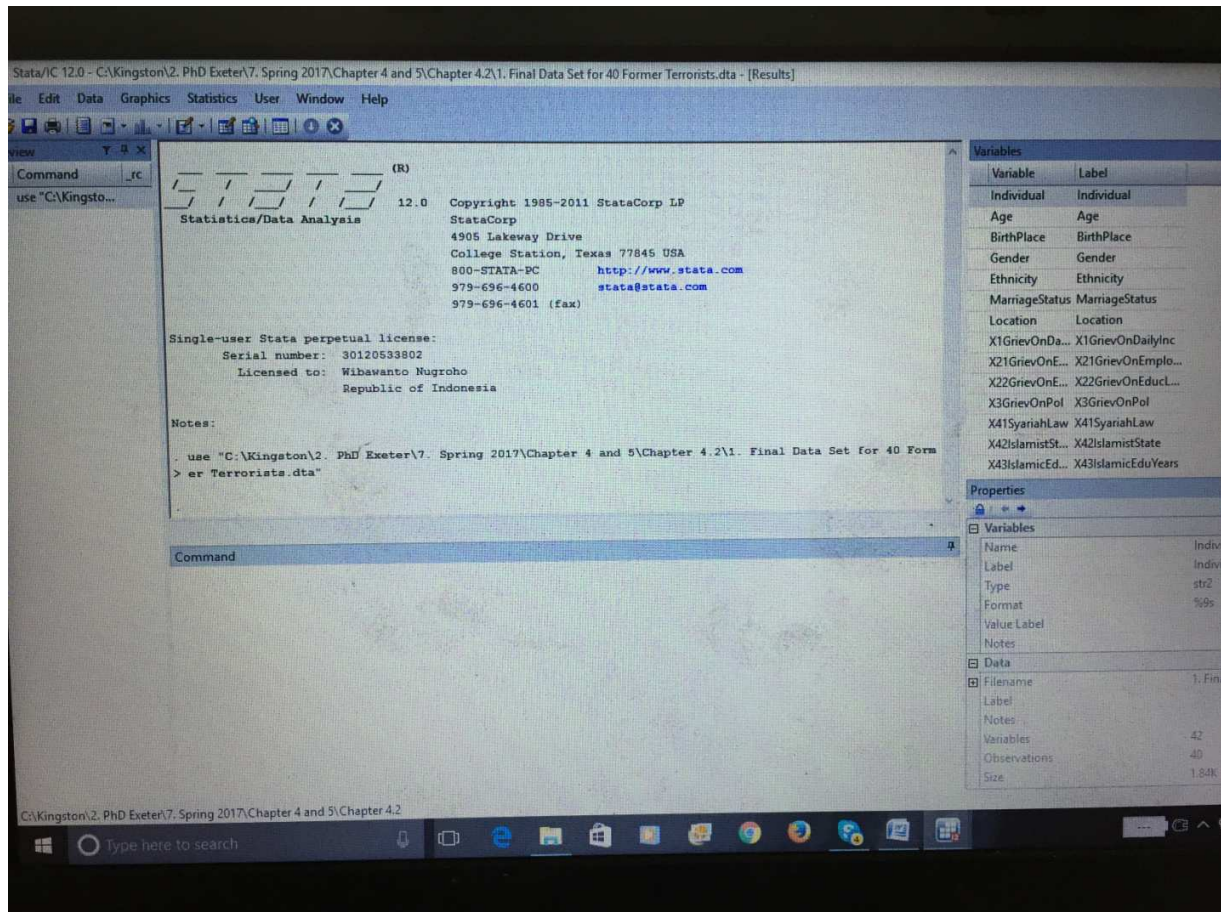 Stata/IC 12.0 - C:\Kingston\2. PhD Exeter\7. Spring 2017\Chapter 4 and 5\Chapter 4.2\1. Final Data Set for 40 Former Terrorists.dta - [Results]
ile Edit Data Graphics Statistics User Window Help
view
Command _rc
use "C:\Kingsto...
(R)
12.0 Copyright 1985-2011 StataCorp LP
Statistics/Data Analysis StataCorp
4905 Lakeway Drive
College Station, Texas 77845 USA
800-STATA-PC http://www.stata.com
979-696-4600 stata@stata.com
979-696-4601 (fax)
Single-user Stata perpetual license:
Serial number: 30120533802
Licensed to: Wibawanto Nugroho
Republic of Indonesia
Notes:
. use "C:\Kingston\2. PhD Exeter\7. Spring 2017\Chapter 4 and 5\Chapter 4.2\1. Final Data Set for 40 Form
> er Terrorists.dta"
.
Command
Variables
Variable Label
Individual Individual
Age Age
BirthPlace BirthPlace
Gender Gender
Ethnicity Ethnicity
MarriageStatus MarriageStatus
Location Location
X1GrievOnDa... X1GrievOnDailyInc
X21GrievOnE... X21GrievOnEmplo...
X22GrievOnE... X22GrievOnEducL...
X3GrievOnPol X3GrievOnPol
X41SyariahLaw X41SyariahLaw
X42IslamistSt... X42IslamistState
X43IslamicEd... X43IslamicEduYears
Properties
Variables
Name Indiv
Label Indiv
Type str2
Format %9s
Value Label
Notes
Data
Filename 1. Fin
Label
Notes
Variables 42
Observations 40
Size 1.84K
C:\Kingston\2. PhD Exeter\7. Spring 2017\Chapter 4 and 5\Chapter 4.2
Type here to search